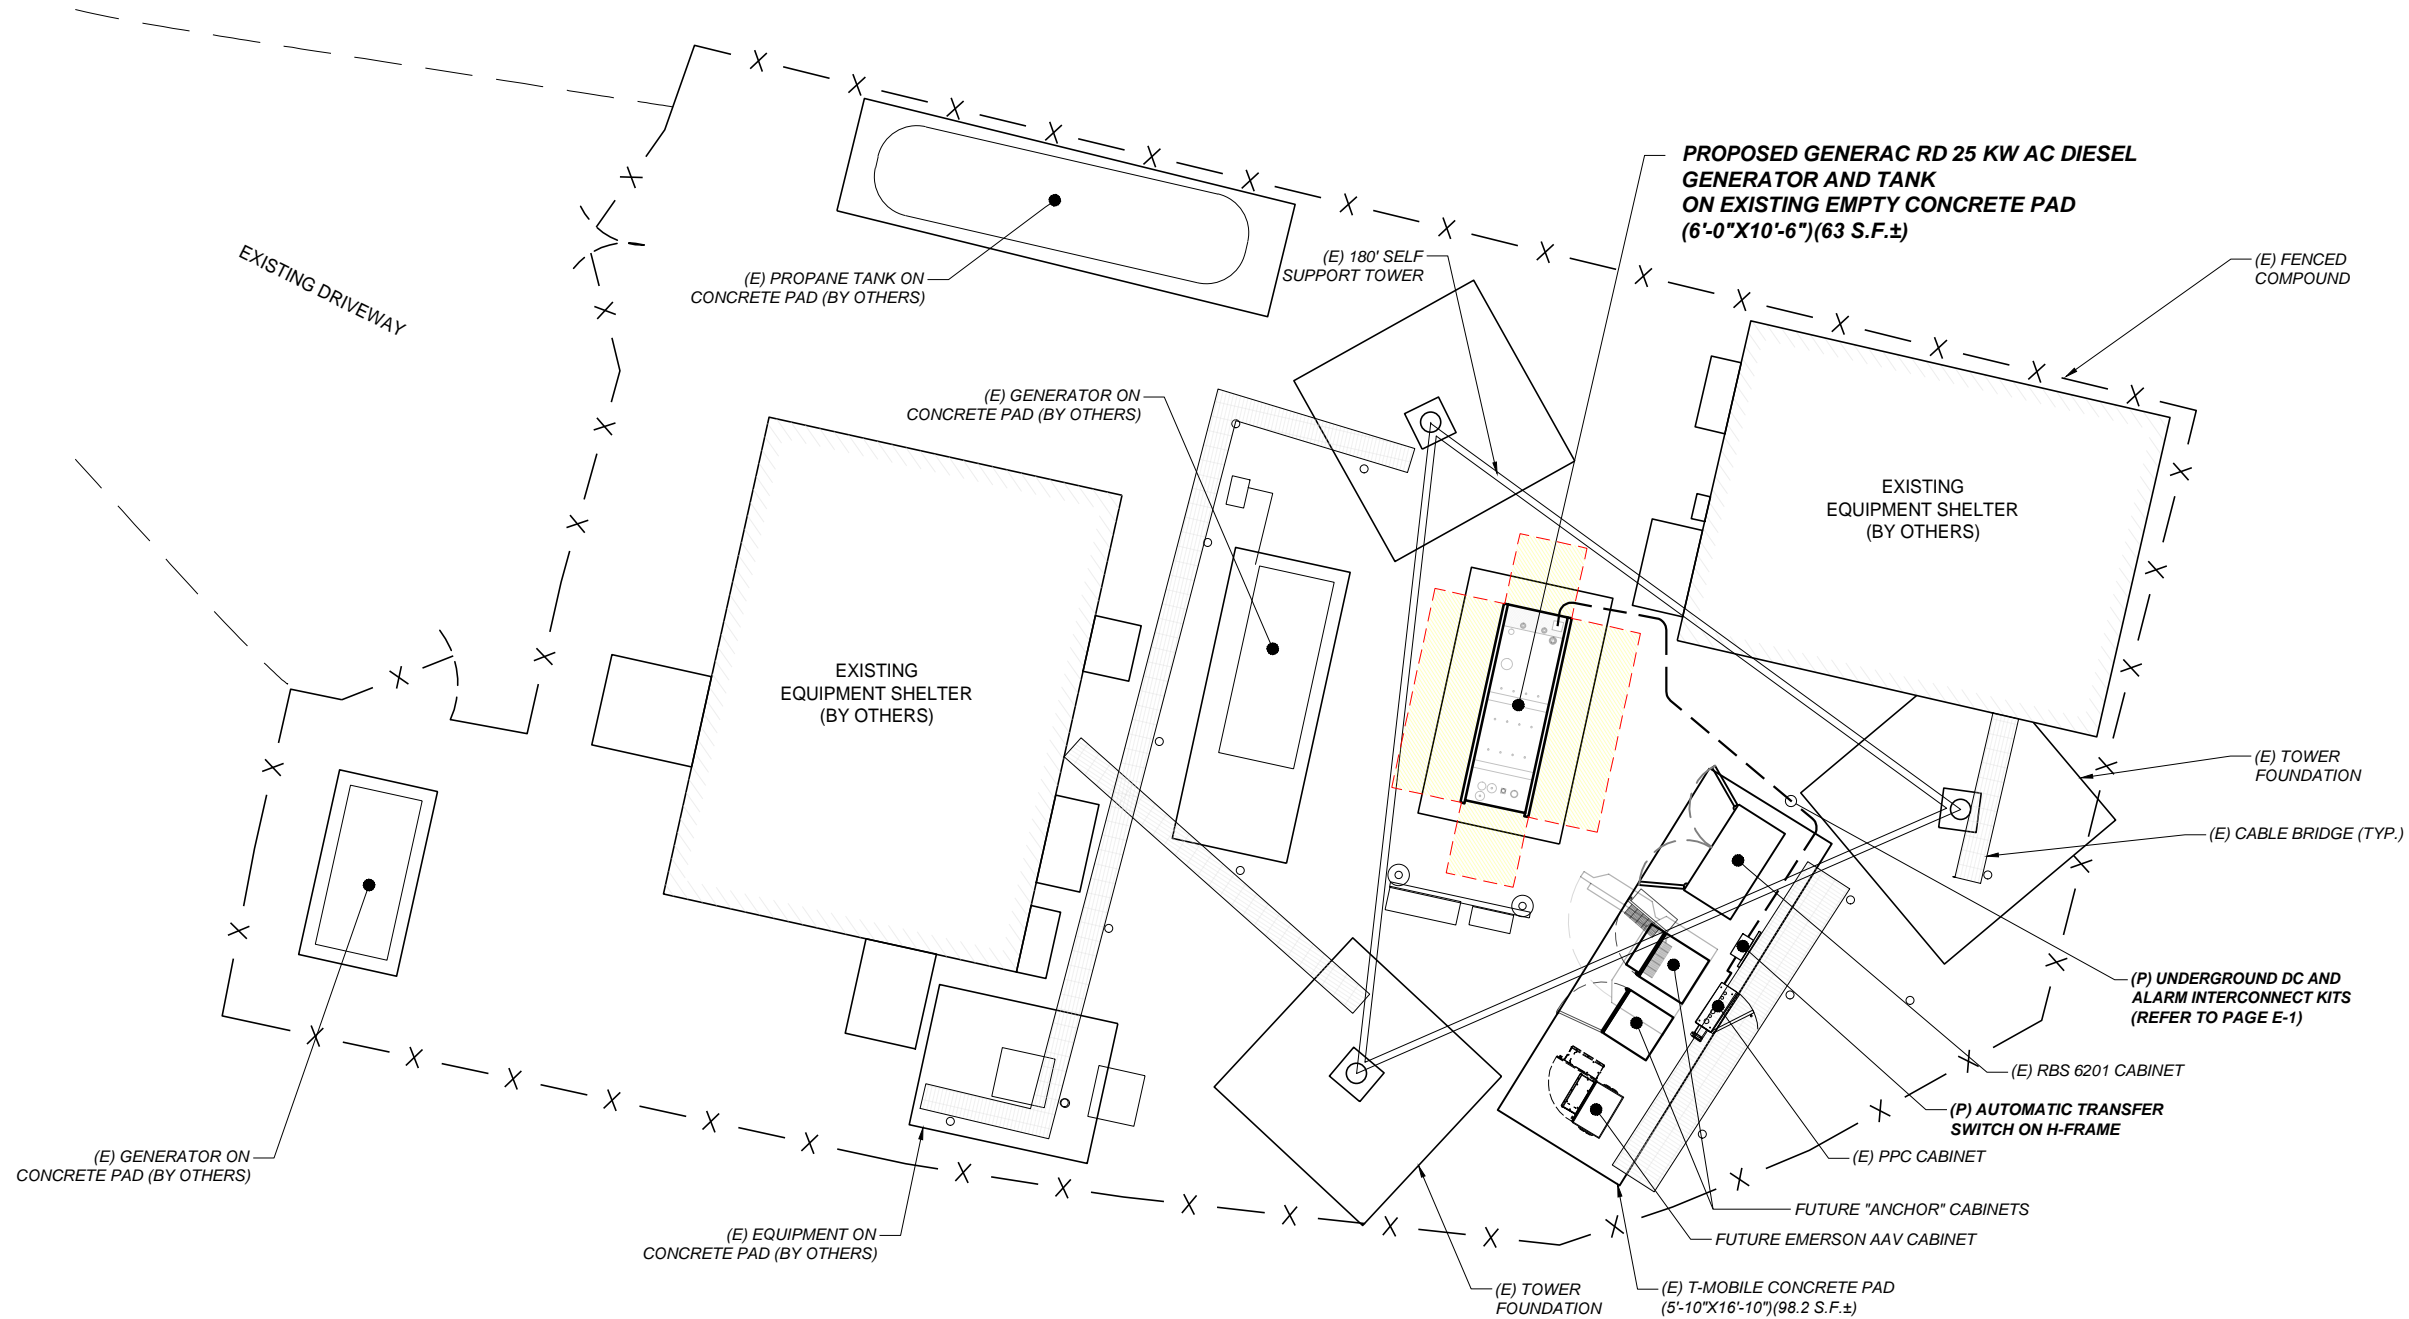 PROPOSED GENERAC RD 25 KW AC DIESEL
GENERATOR AND TANK
ON EXISTING EMPTY CONCRETE PAD
(6'-0"X10'-6")(63 S.F.±)
(E) 180' SELF
SUPPORT TOWER
(E) FENCED
COMPOUND
EXISTING DRIVEWAY
(E) PROPANE TANK ON
CONCRETE PAD (BY OTHERS)
(E) GENERATOR ON
CONCRETE PAD (BY OTHERS)
EXISTING
EQUIPMENT SHELTER
(BY OTHERS)
EXISTING
EQUIPMENT SHELTER
(BY OTHERS)
(E) TOWER
FOUNDATION
(E) CABLE BRIDGE (TYP.)
(P) UNDERGROUND DC AND
ALARM INTERCONNECT KITS
(REFER TO PAGE E-1)
(E) RBS 6201 CABINET
(P) AUTOMATIC TRANSFER
SWITCH ON H-FRAME
(E) PPC CABINET
(E) GENERATOR ON
CONCRETE PAD (BY OTHERS)
FUTURE "ANCHOR" CABINETS
(E) EQUIPMENT ON
CONCRETE PAD (BY OTHERS)
FUTURE EMERSON AAV CABINET
(E) TOWER
FOUNDATION
(E) T-MOBILE CONCRETE PAD
(5'-10"X16'-10")(98.2 S.F.±)